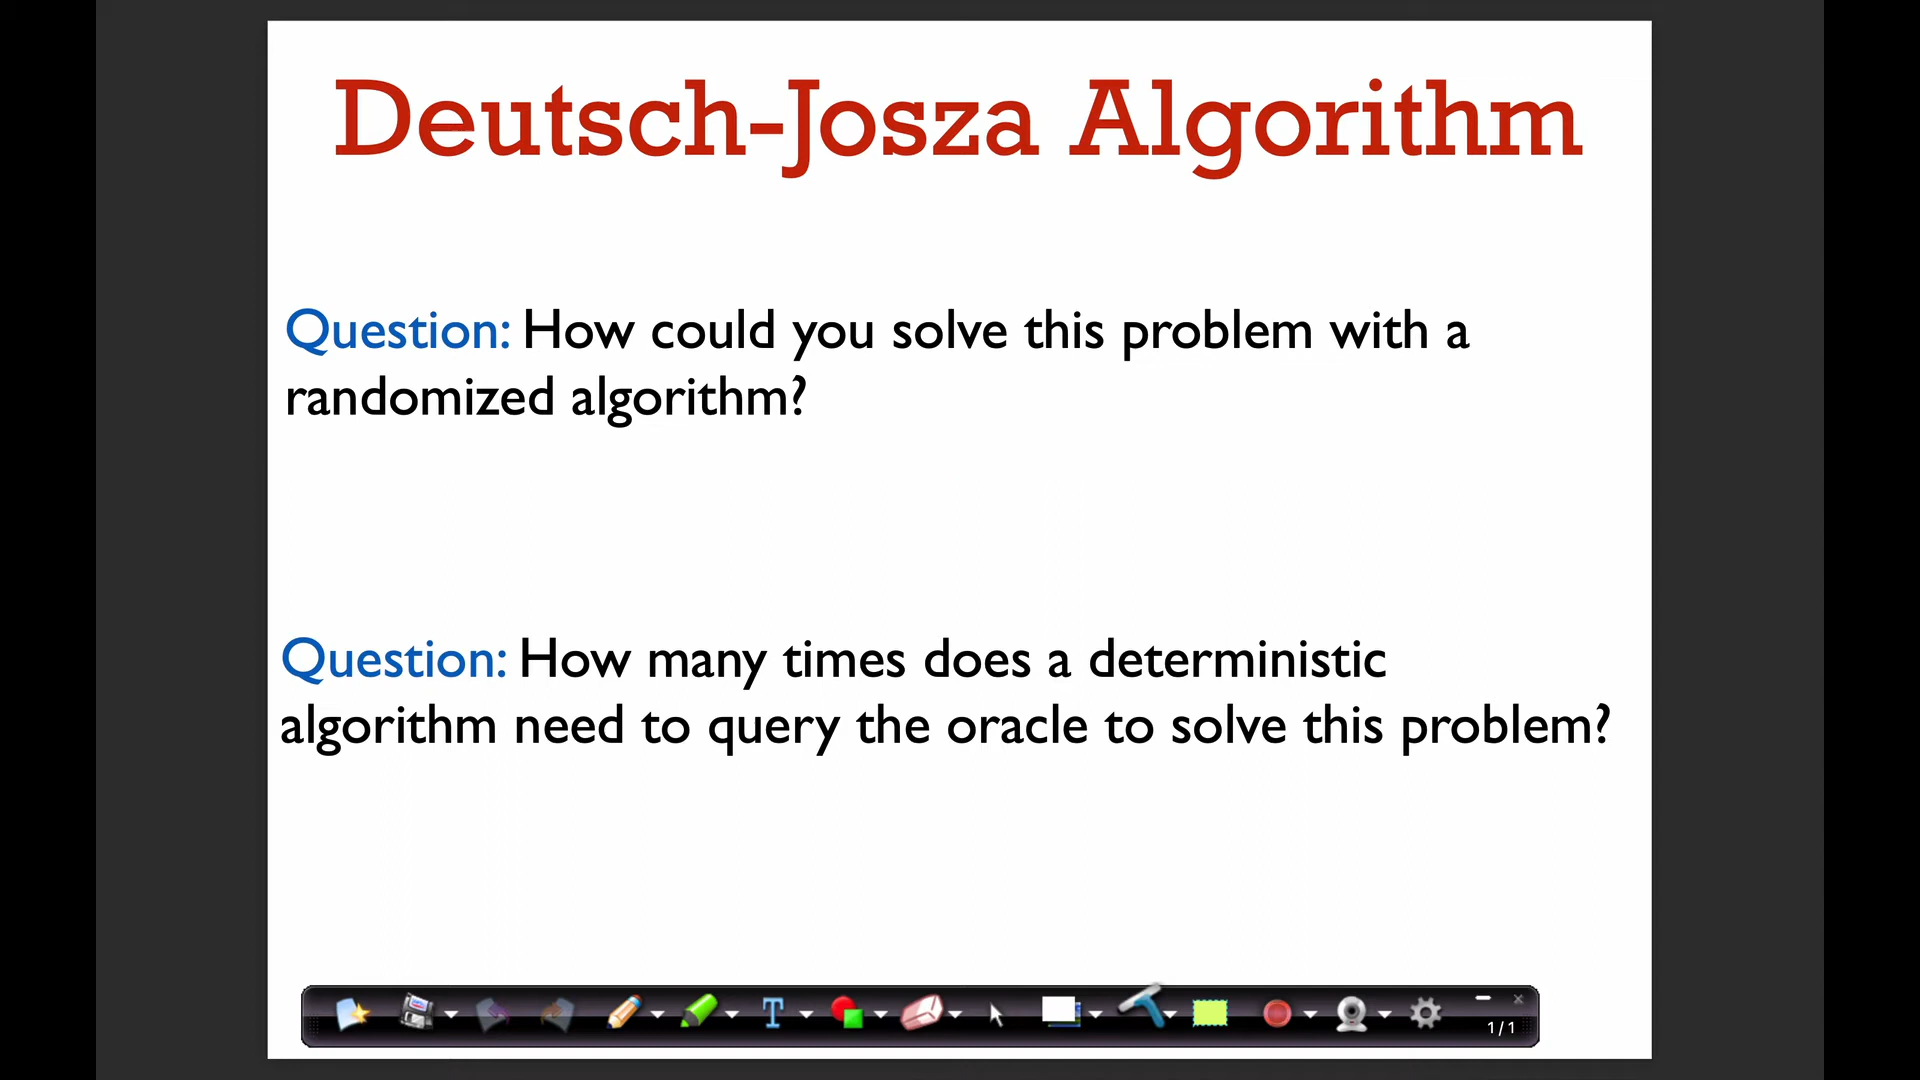 Deutsch-Josza Algorithm
Question: How could you solve this problem with a
randomized algorithm?
Question: How many times does a deterministic
algorithm need to query the oracle to solve this problem?
T
1/1